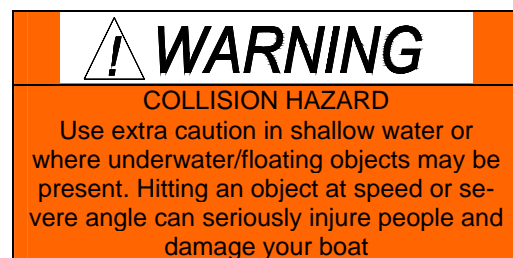 ! WARNING
COLLISION HAZARD
Use extra caution in shallow water or
where underwater/floating objects may be
present. Hitting an object at speed or se-
vere angle can seriously injure people and
damage your boat